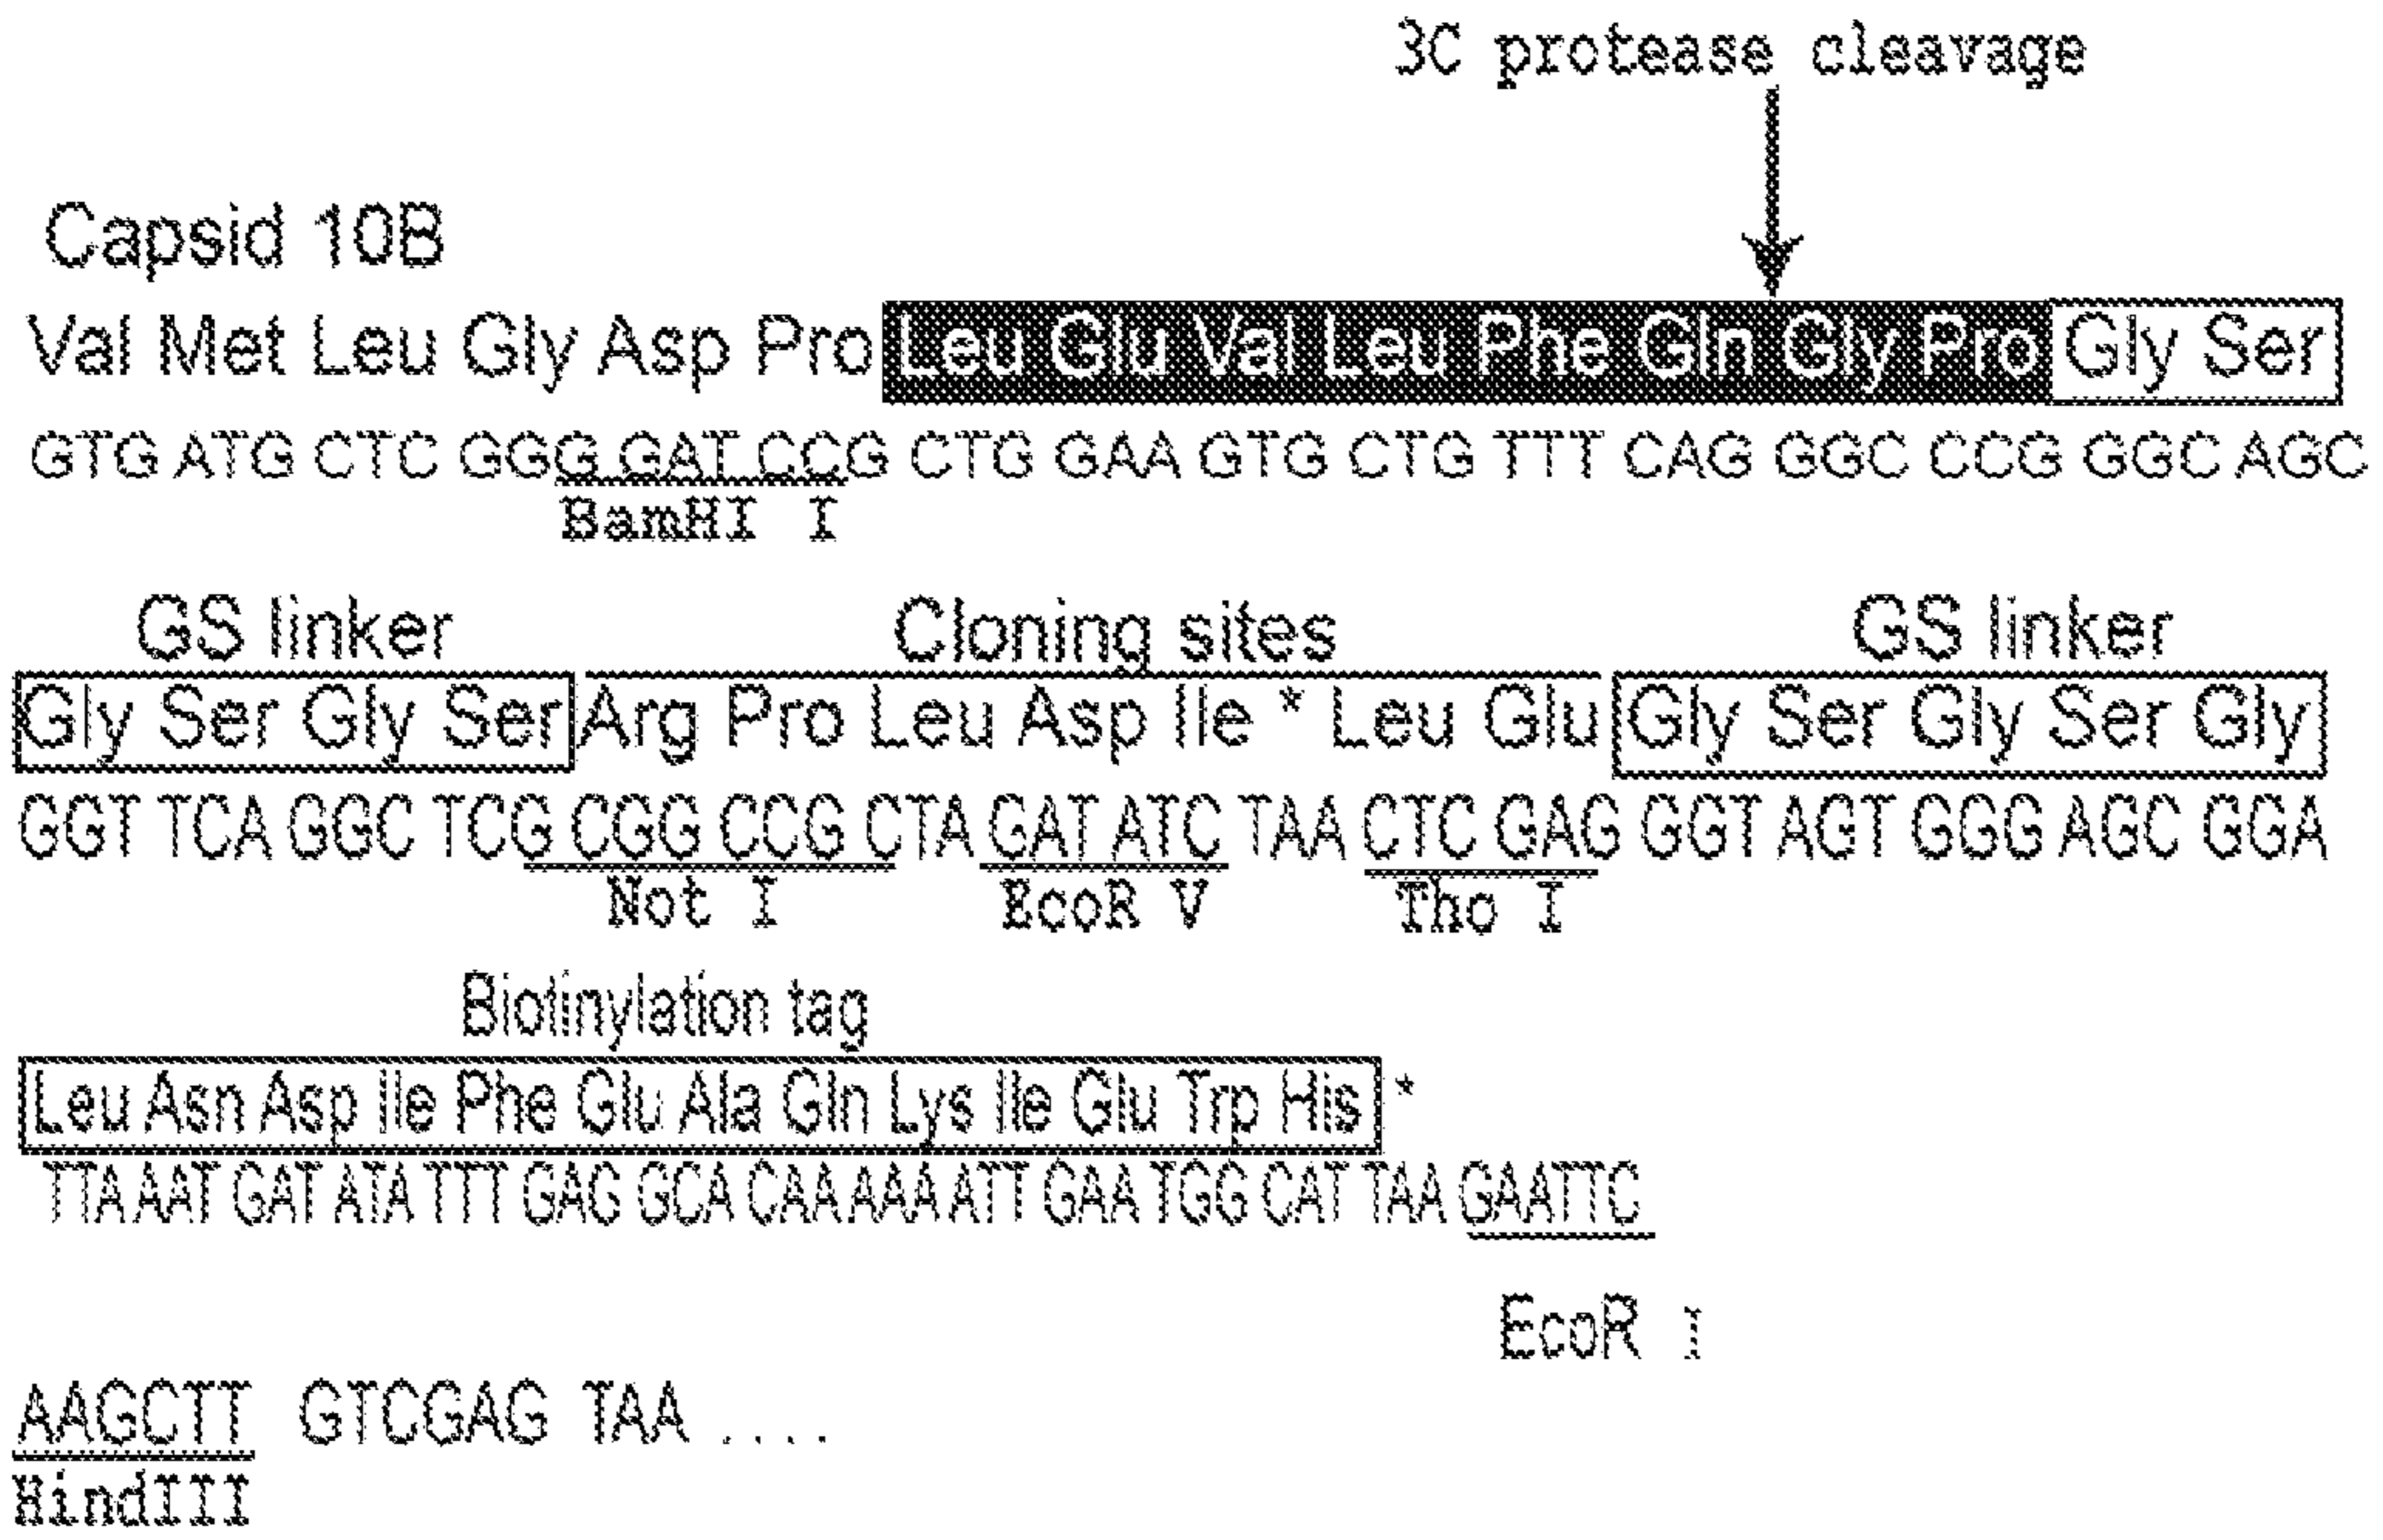 3C protease cleavage
Capsid 10B
Val Met Leu Gly Asp Pro Leu Glu Val Leu Phe Gln Gly Pro Gly Ser
GTG ATG CTC GGG GAT CCG CTG GAA GTG CTG TTT CAG GGC CCG GGC AGC
BamHI I
GS linker Cloning sites GS linker
Gly Ser Gly Ser Arg Pro Leu Asp Ile * Leu Glu Gly Ser Gly Ser Gly
GGT TCA GGC TCG CGG CCG CTA GAT ATC TAA CTC GAG GGT AGT GGG AGC GGA
Not I EcoR V Tho I
Biotinylation tag
Leu Asn Asp Ile Phe Glu Ala Gln Lys Ile Glu Trp His *
TTA AAT GAT ATA TTT GAG GCA CAA AAA ATT GAA TGG CAT TAA GAATTC
EcoR I
AAGCTT GTCGAG TAA ....
HindIII